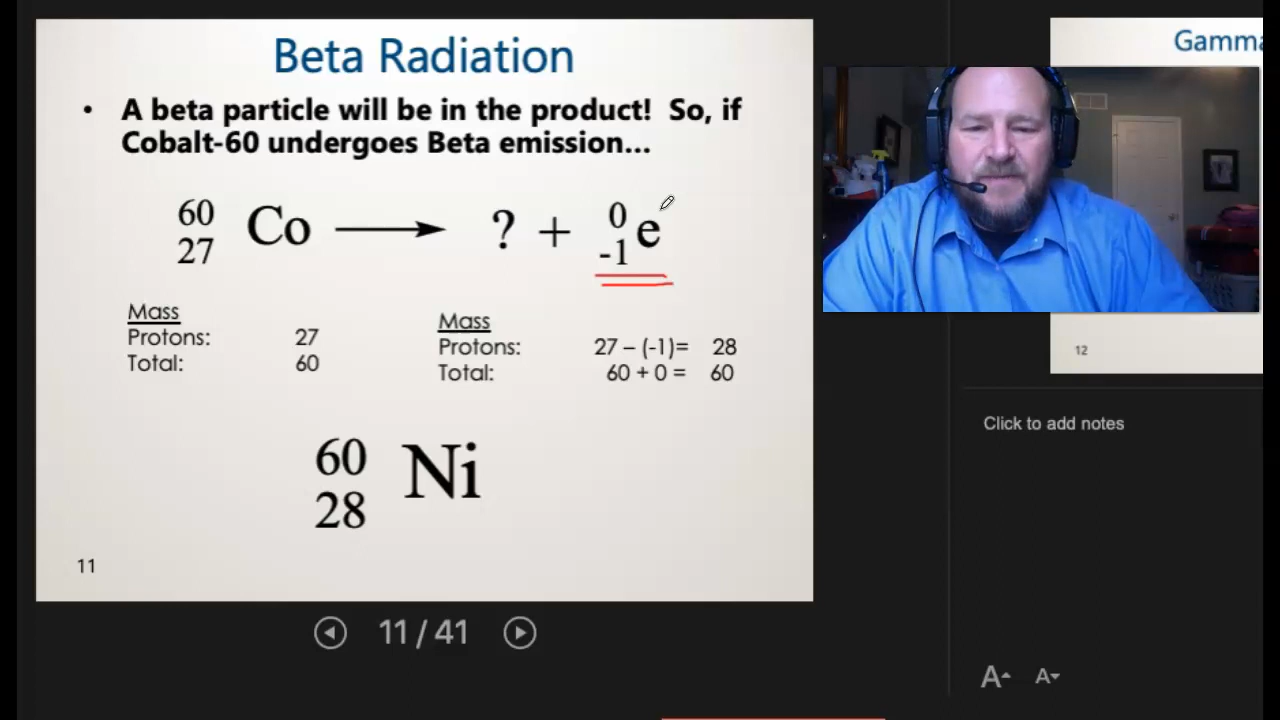 Beta Radiation
• A beta particle will be in the product! So, if
Cobalt-60 undergoes Beta emission...
60
27 Co ⟶ ? + 0
-1 e
Mass
Protons: 27
Total: 60
Mass
Protons: 27 – (-1)= 28
Total: 60 + 0 = 60
60
28 Ni
11
11 / 41
Gamma
12
Click to add notes
A A